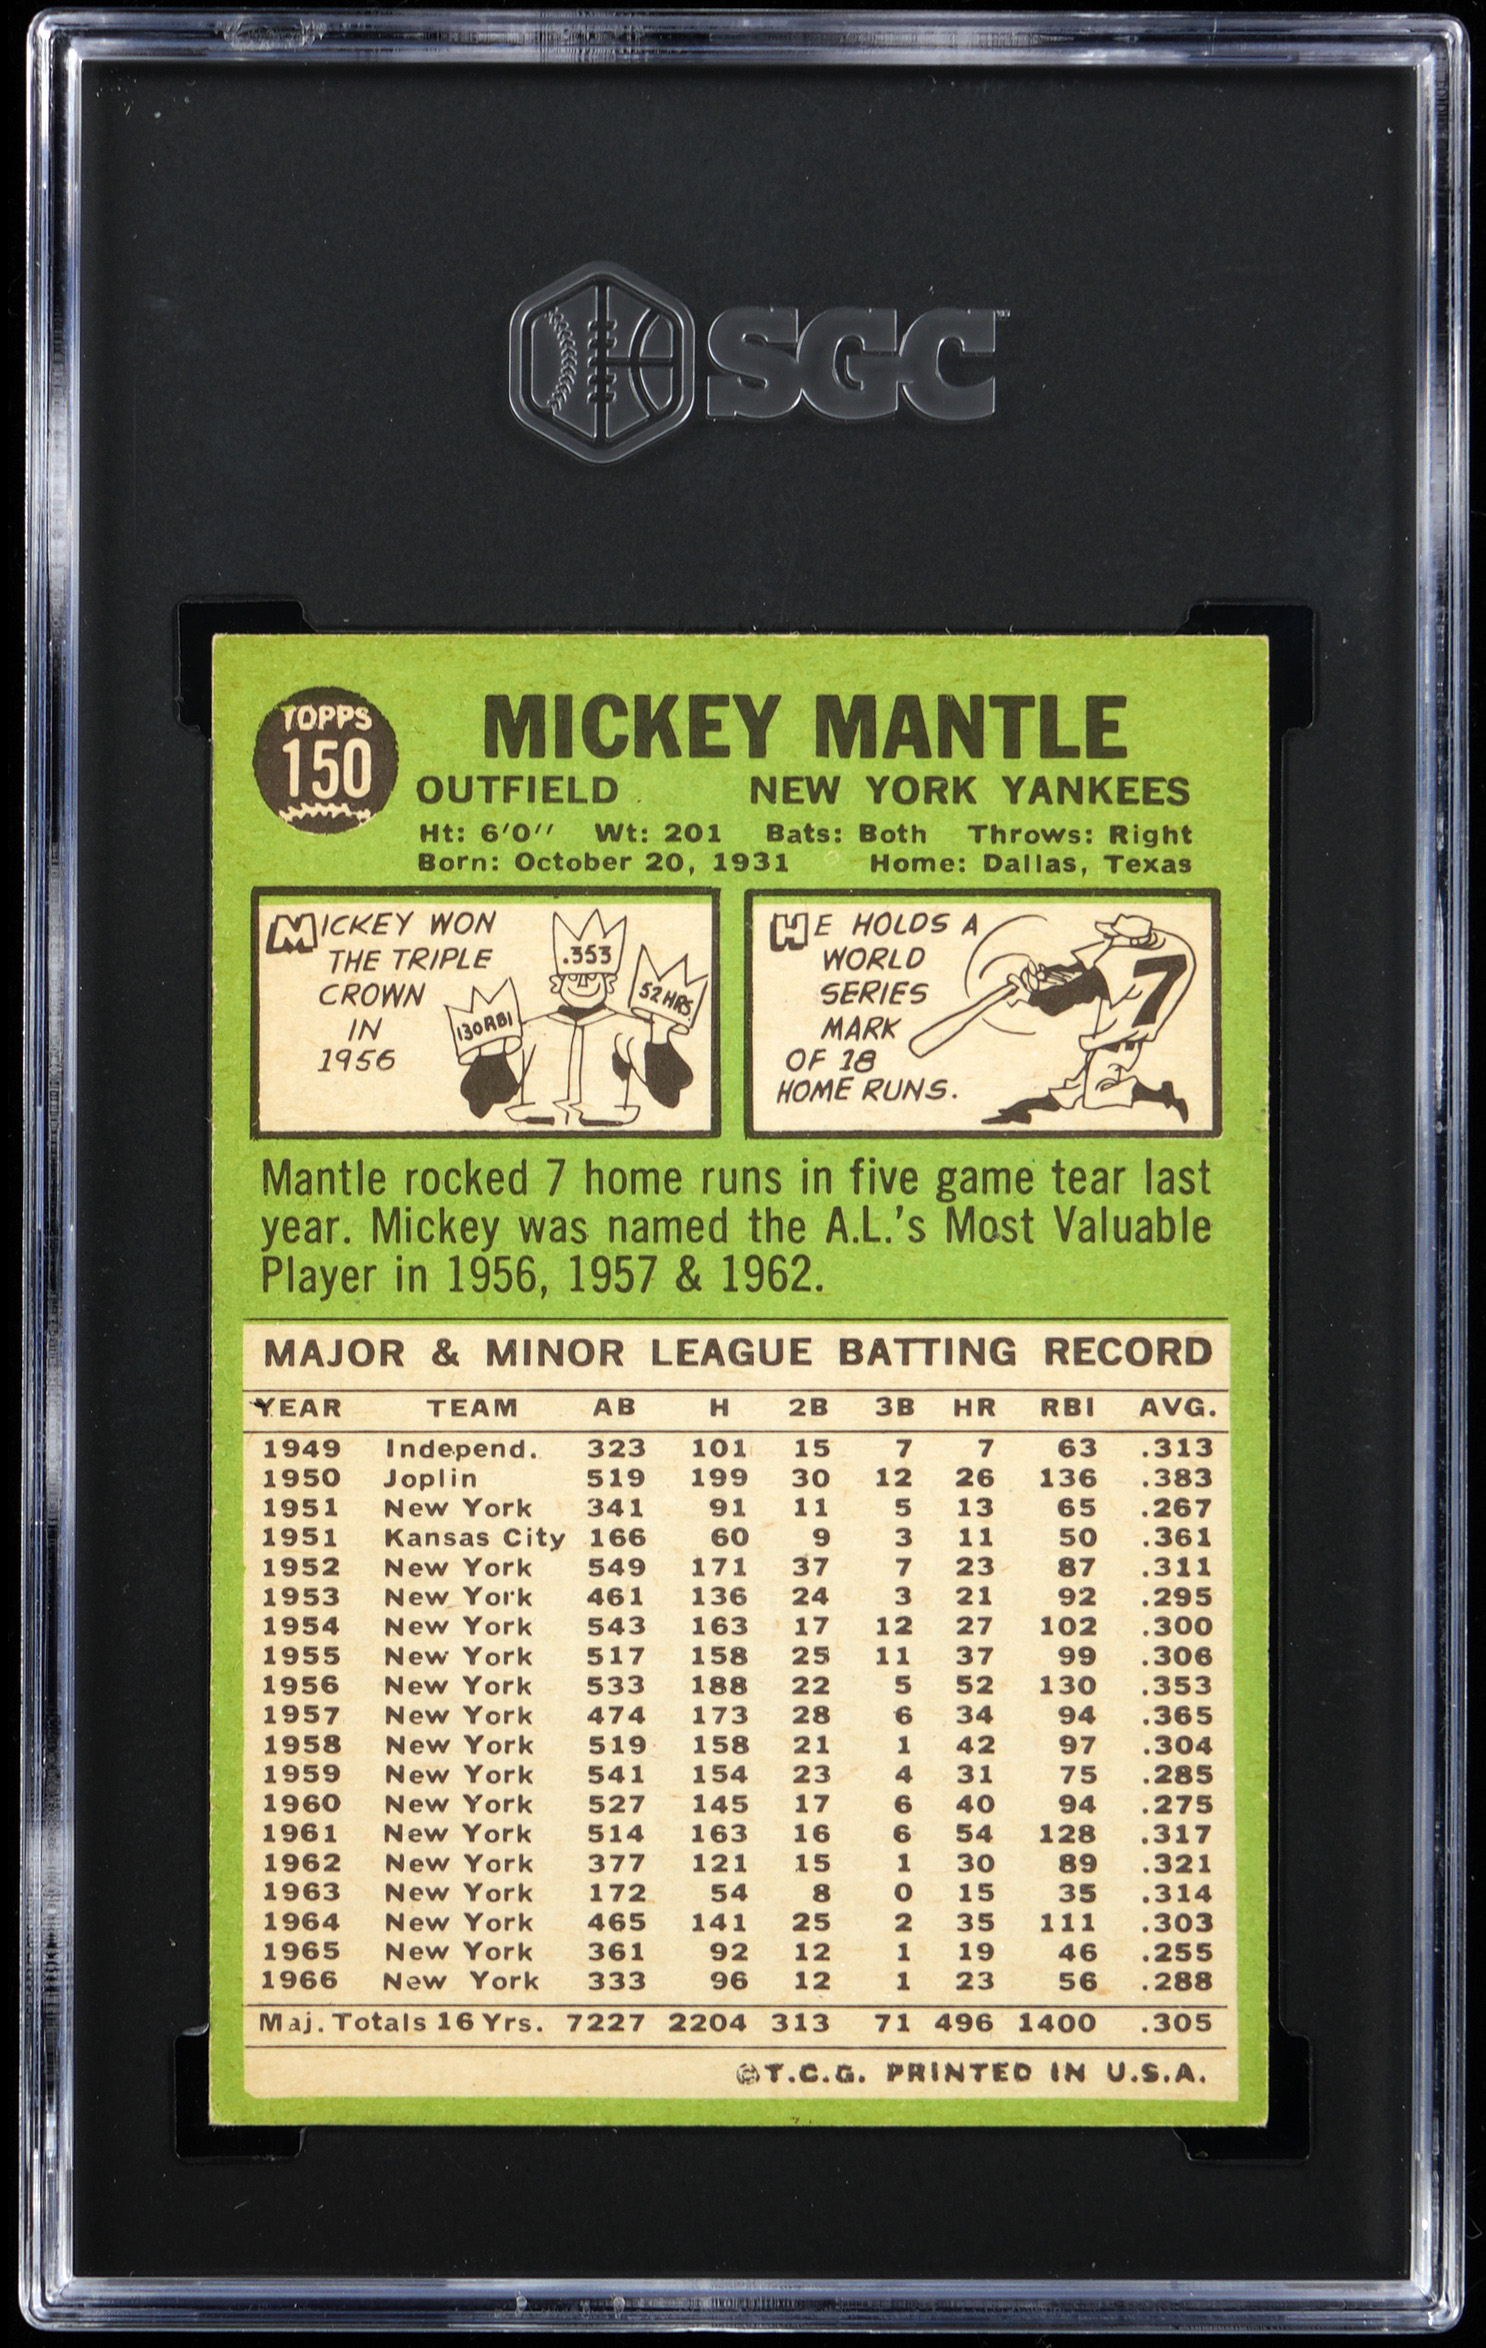 SGC
TOPPS
150
MICKEY MANTLE
OUTFIELD NEW YORK YANKEES
Ht: 6'0" Wt: 201 Bats: Both Throws: Right
Born: October 20, 1931 Home: Dallas, Texas
MICKEY WON
THE TRIPLE
CROWN
IN
1956
.353
130 RBI
52 HRS.
HE HOLDS A
WORLD
SERIES
MARK
OF 18
HOME RUNS.
7
Mantle rocked 7 home runs in five game tear last
year. Mickey was named the A.L.'s Most Valuable
Player in 1956, 1957 & 1962.
MAJOR & MINOR LEAGUE BATTING RECORD
YEAR TEAM AB H 2B 3B HR RBI AVG.
1949 Independ. 323 101 15 7 7 63 .313
1950 Joplin 519 199 30 12 26 136 .383
1951 New York 341 91 11 5 13 65 .267
1951 Kansas City 166 60 9 3 11 50 .361
1952 New York 549 171 37 7 23 87 .311
1953 New York 461 136 24 3 21 92 .295
1954 New York 543 163 17 12 27 102 .300
1955 New York 517 158 25 11 37 99 .306
1956 New York 533 188 22 5 52 130 .353
1957 New York 474 173 28 6 34 94 .365
1958 New York 519 158 21 1 42 97 .304
1959 New York 541 154 23 4 31 75 .285
1960 New York 527 145 17 6 40 94 .275
1961 New York 514 163 16 6 54 128 .317
1962 New York 377 121 15 1 30 89 .321
1963 New York 172 54 8 0 15 35 .314
1964 New York 465 141 25 2 35 111 .303
1965 New York 361 92 12 1 19 46 .255
1966 New York 333 96 12 1 23 56 .288
Maj. Totals 16 Yrs. 7227 2204 313 71 496 1400 .305
©T.C.G. PRINTED IN U.S.A.